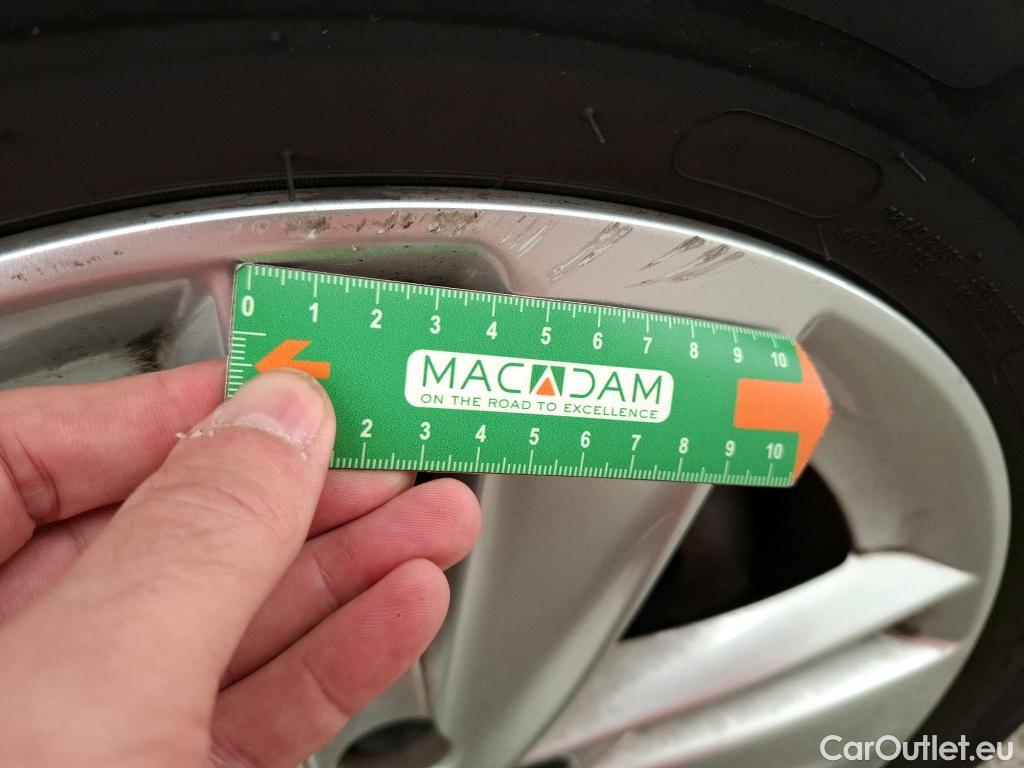 0 1 2 3 4 5 6 7 8 9 10
MACADAM
ON THE ROAD TO EXCELLENCE
2 3 4 5 6 7 8 9 10
CarOutlet.eu